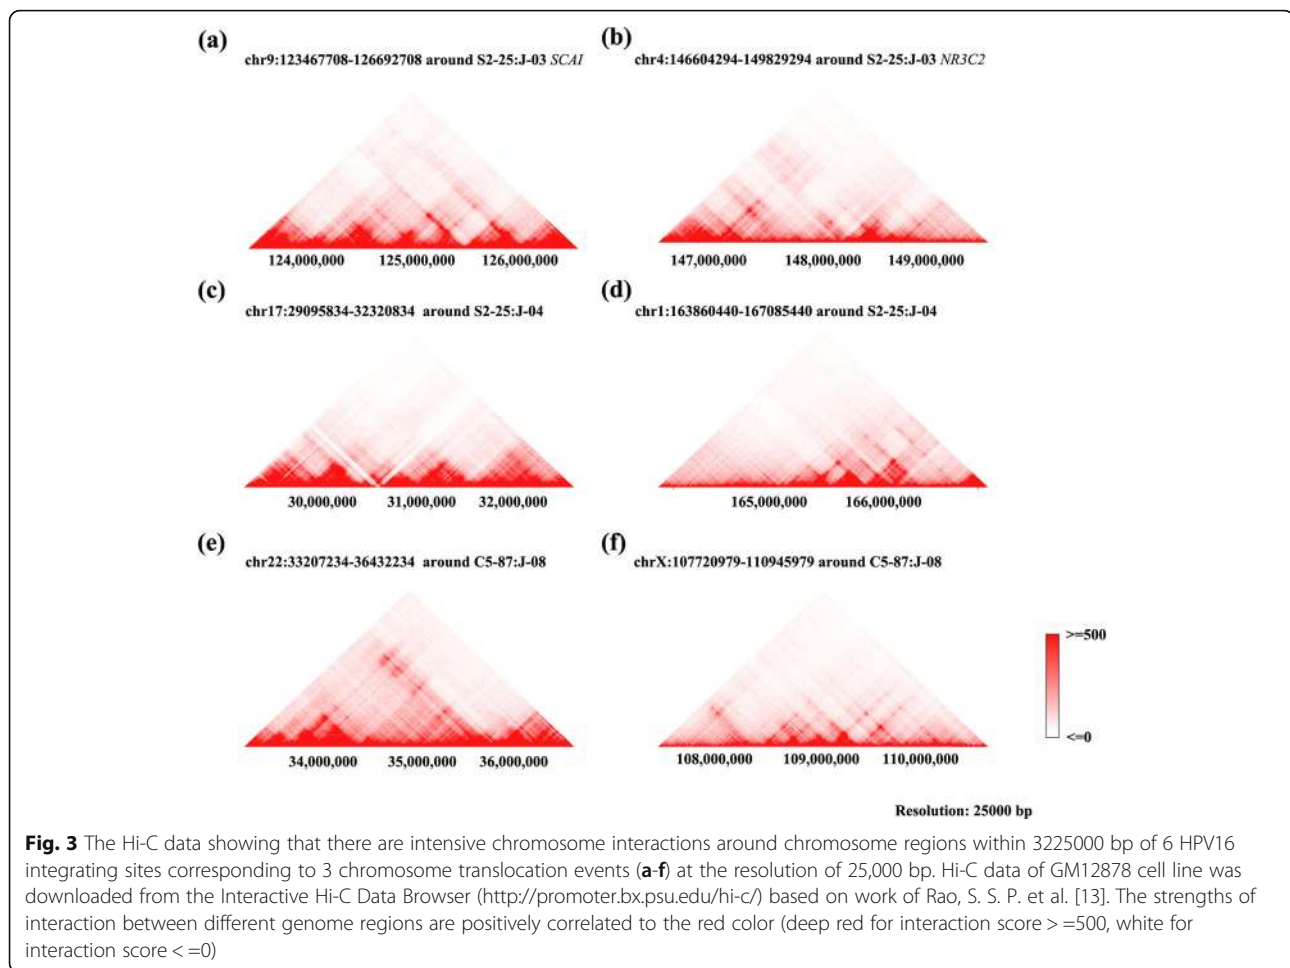 (a)
chr9:123467708-126692708 around S2-25:J-03 SCAI
124,000,000 125,000,000 126,000,000
(b)
chr4:146604294-149829294 around S2-25:J-03 NR3C2
147,000,000 148,000,000 149,000,000
(c)
chr17:29095834-32320834 around S2-25:J-04
30,000,000 31,000,000 32,000,000
(d)
chr1:163860440-167085440 around S2-25:J-04
165,000,000 166,000,000
(e)
chr22:33207234-36432234 around C5-87:J-08
34,000,000 35,000,000 36,000,000
(f)
chrX:107720979-110945979 around C5-87:J-08
108,000,000 109,000,000 110,000,000
>=500
<=0
Resolution: 25000 bp
Fig. 3 The Hi-C data showing that there are intensive chromosome interactions around chromosome regions within 3225000 bp of 6 HPV16
integrating sites corresponding to 3 chromosome translocation events (a-f) at the resolution of 25,000 bp. Hi-C data of GM12878 cell line was
downloaded from the Interactive Hi-C Data Browser (http://promoter.bx.psu.edu/hi-c/) based on work of Rao, S. S. P. et al. [13]. The strengths of
interaction between different genome regions are positively correlated to the red color (deep red for interaction score > =500, white for
interaction score < =0)